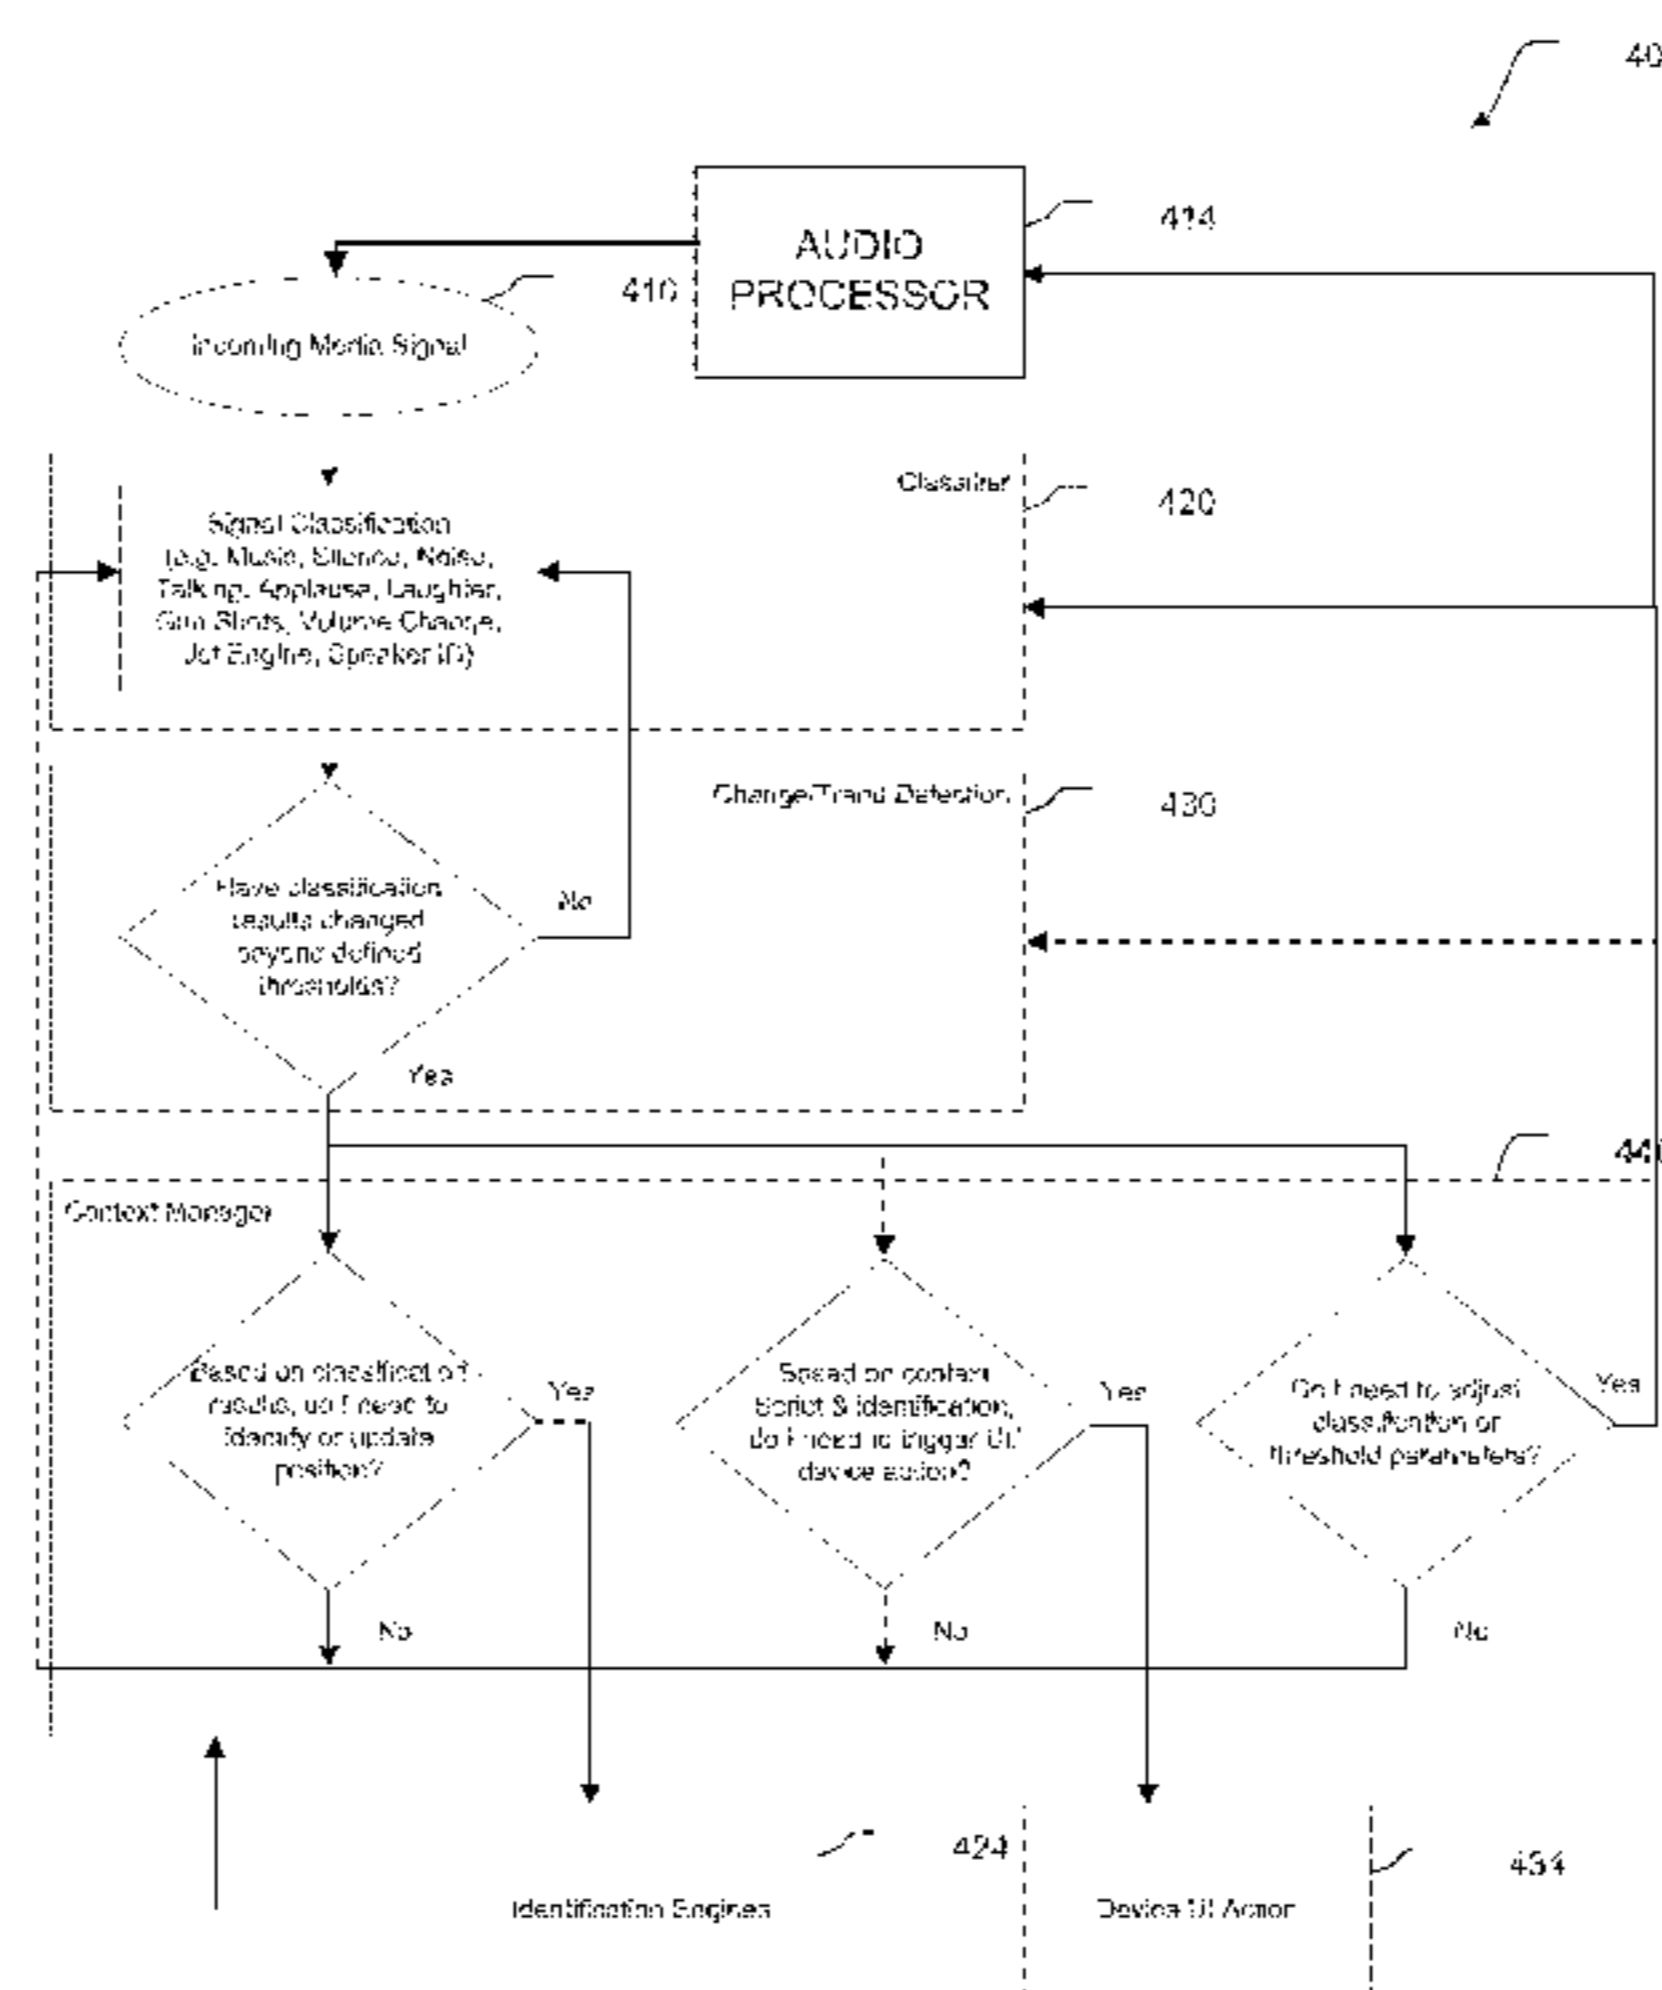 40
414
AUDIO
PROCESSOR
410
Incoming Media Signal
Classifier
420
Signal Classification
(e.g. Music, Silence, Noise,
Talking, Applause, Laughter,
Gun Shots, Volume Change,
Jet Engine, Speaker ID)
Change/Trend Detection
430
Have classification
results changed
beyond defined
thresholds?
No
Yes
44
Context Manager
Based on classification
results, do I need to
identify or update
position?
Yes
Based on content
Script & identification,
do I need to trigger UI/
device action?
Yes
Do I need to adjust
classification or
threshold parameters?
Yes
No
No
No
424
434
Identification Engines
Device UI Action